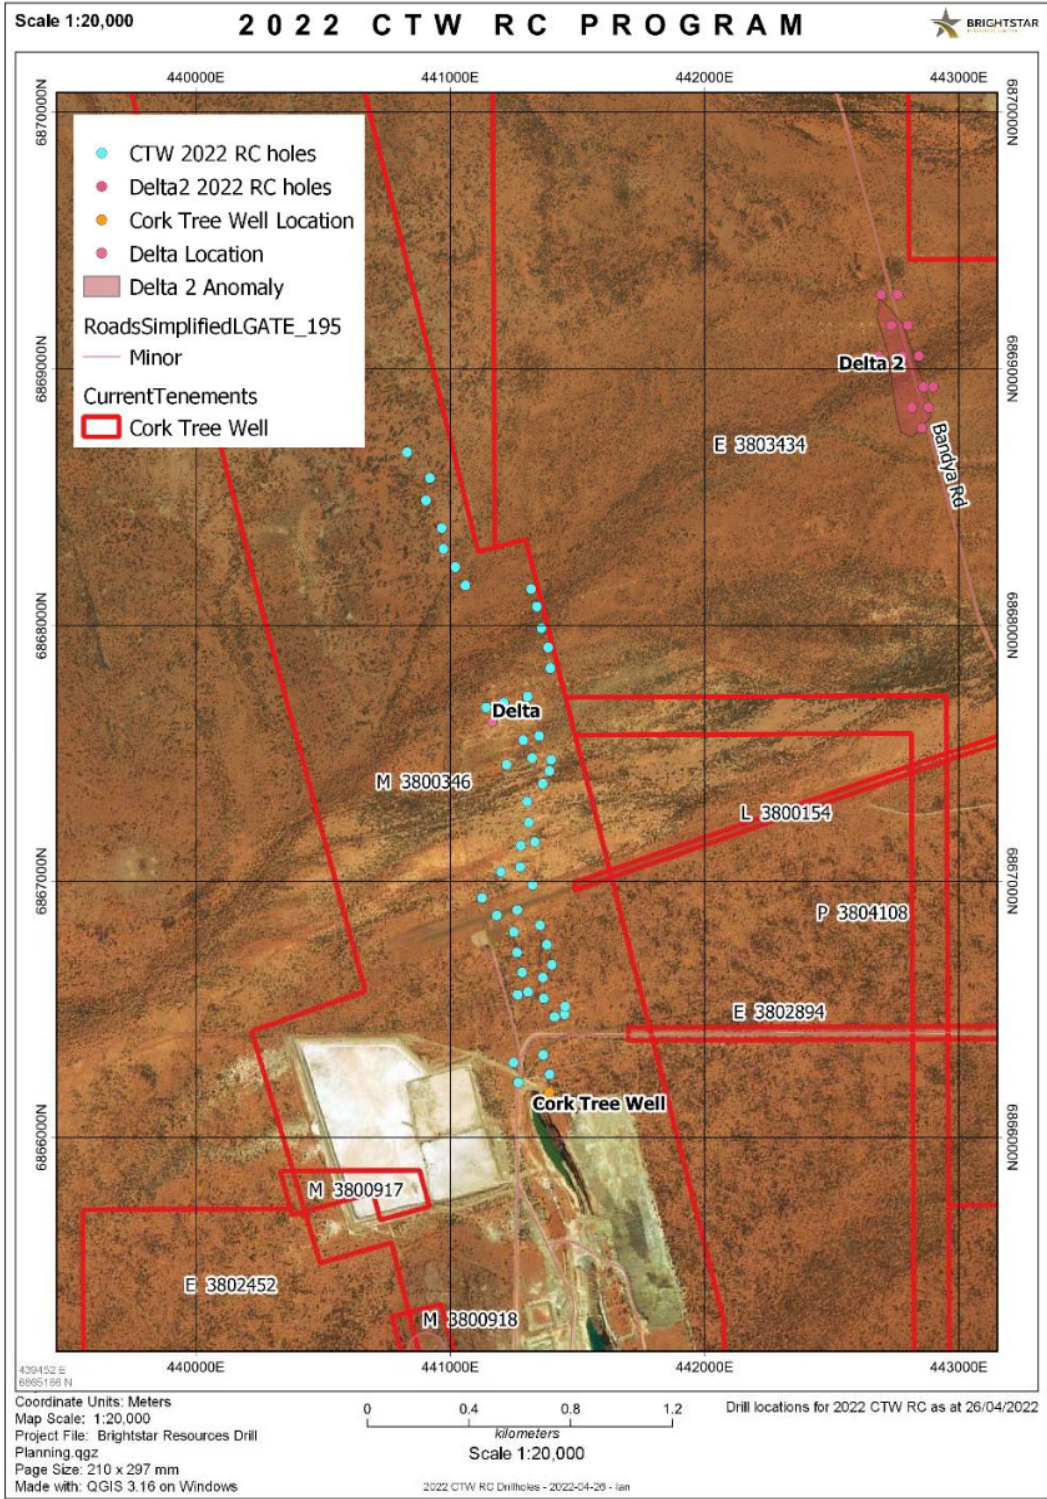 Scale 1:20,000
2022 CTW RC PROGRAM
BRIGHTSTAR
440000E
441000E
442000E
443000E
6870000N
6870000N
CTW 2022 RC holes
Delta2 2022 RC holes
Cork Tree Well Location
Delta Location
Delta 2 Anomaly
RoadsSimplifiedLGATE_195
Minor
CurrentTenements
Cork Tree Well
Delta 2
6869000N
6869000N
E 3803434
Bandya Rd
6868000N
6868000N
Delta
M 3800346
L 3800154
6867000N
6867000N
P 3804108
E 3802894
Cork Tree Well
6866000N
6866000N
M 3800917
E 3802452
M 3800918
440000E
441000E
442000E
443000E
439452 E
6865186 N
Coordinate Units: Meters
Map Scale: 1:20,000
Project File: Brightstar Resources Drill
Planning.qgz
Page Size: 210 x 297 mm
Made with: QGIS 3.16 on Windows
0
0.4
0.8
1.2
kilometers
Scale 1:20,000
2022 CTW RC Drillholes - 2022-04-26 - Ian
Drill locations for 2022 CTW RC as at 26/04/2022